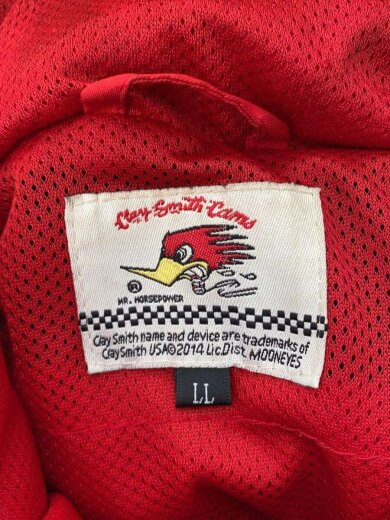 Clay Smith Cams
®
MR. HORSEPOWER
Clay Smith name and device are trademarks of
Clay Smith USA©2014 Lic.Dist. MOONEYES
LL